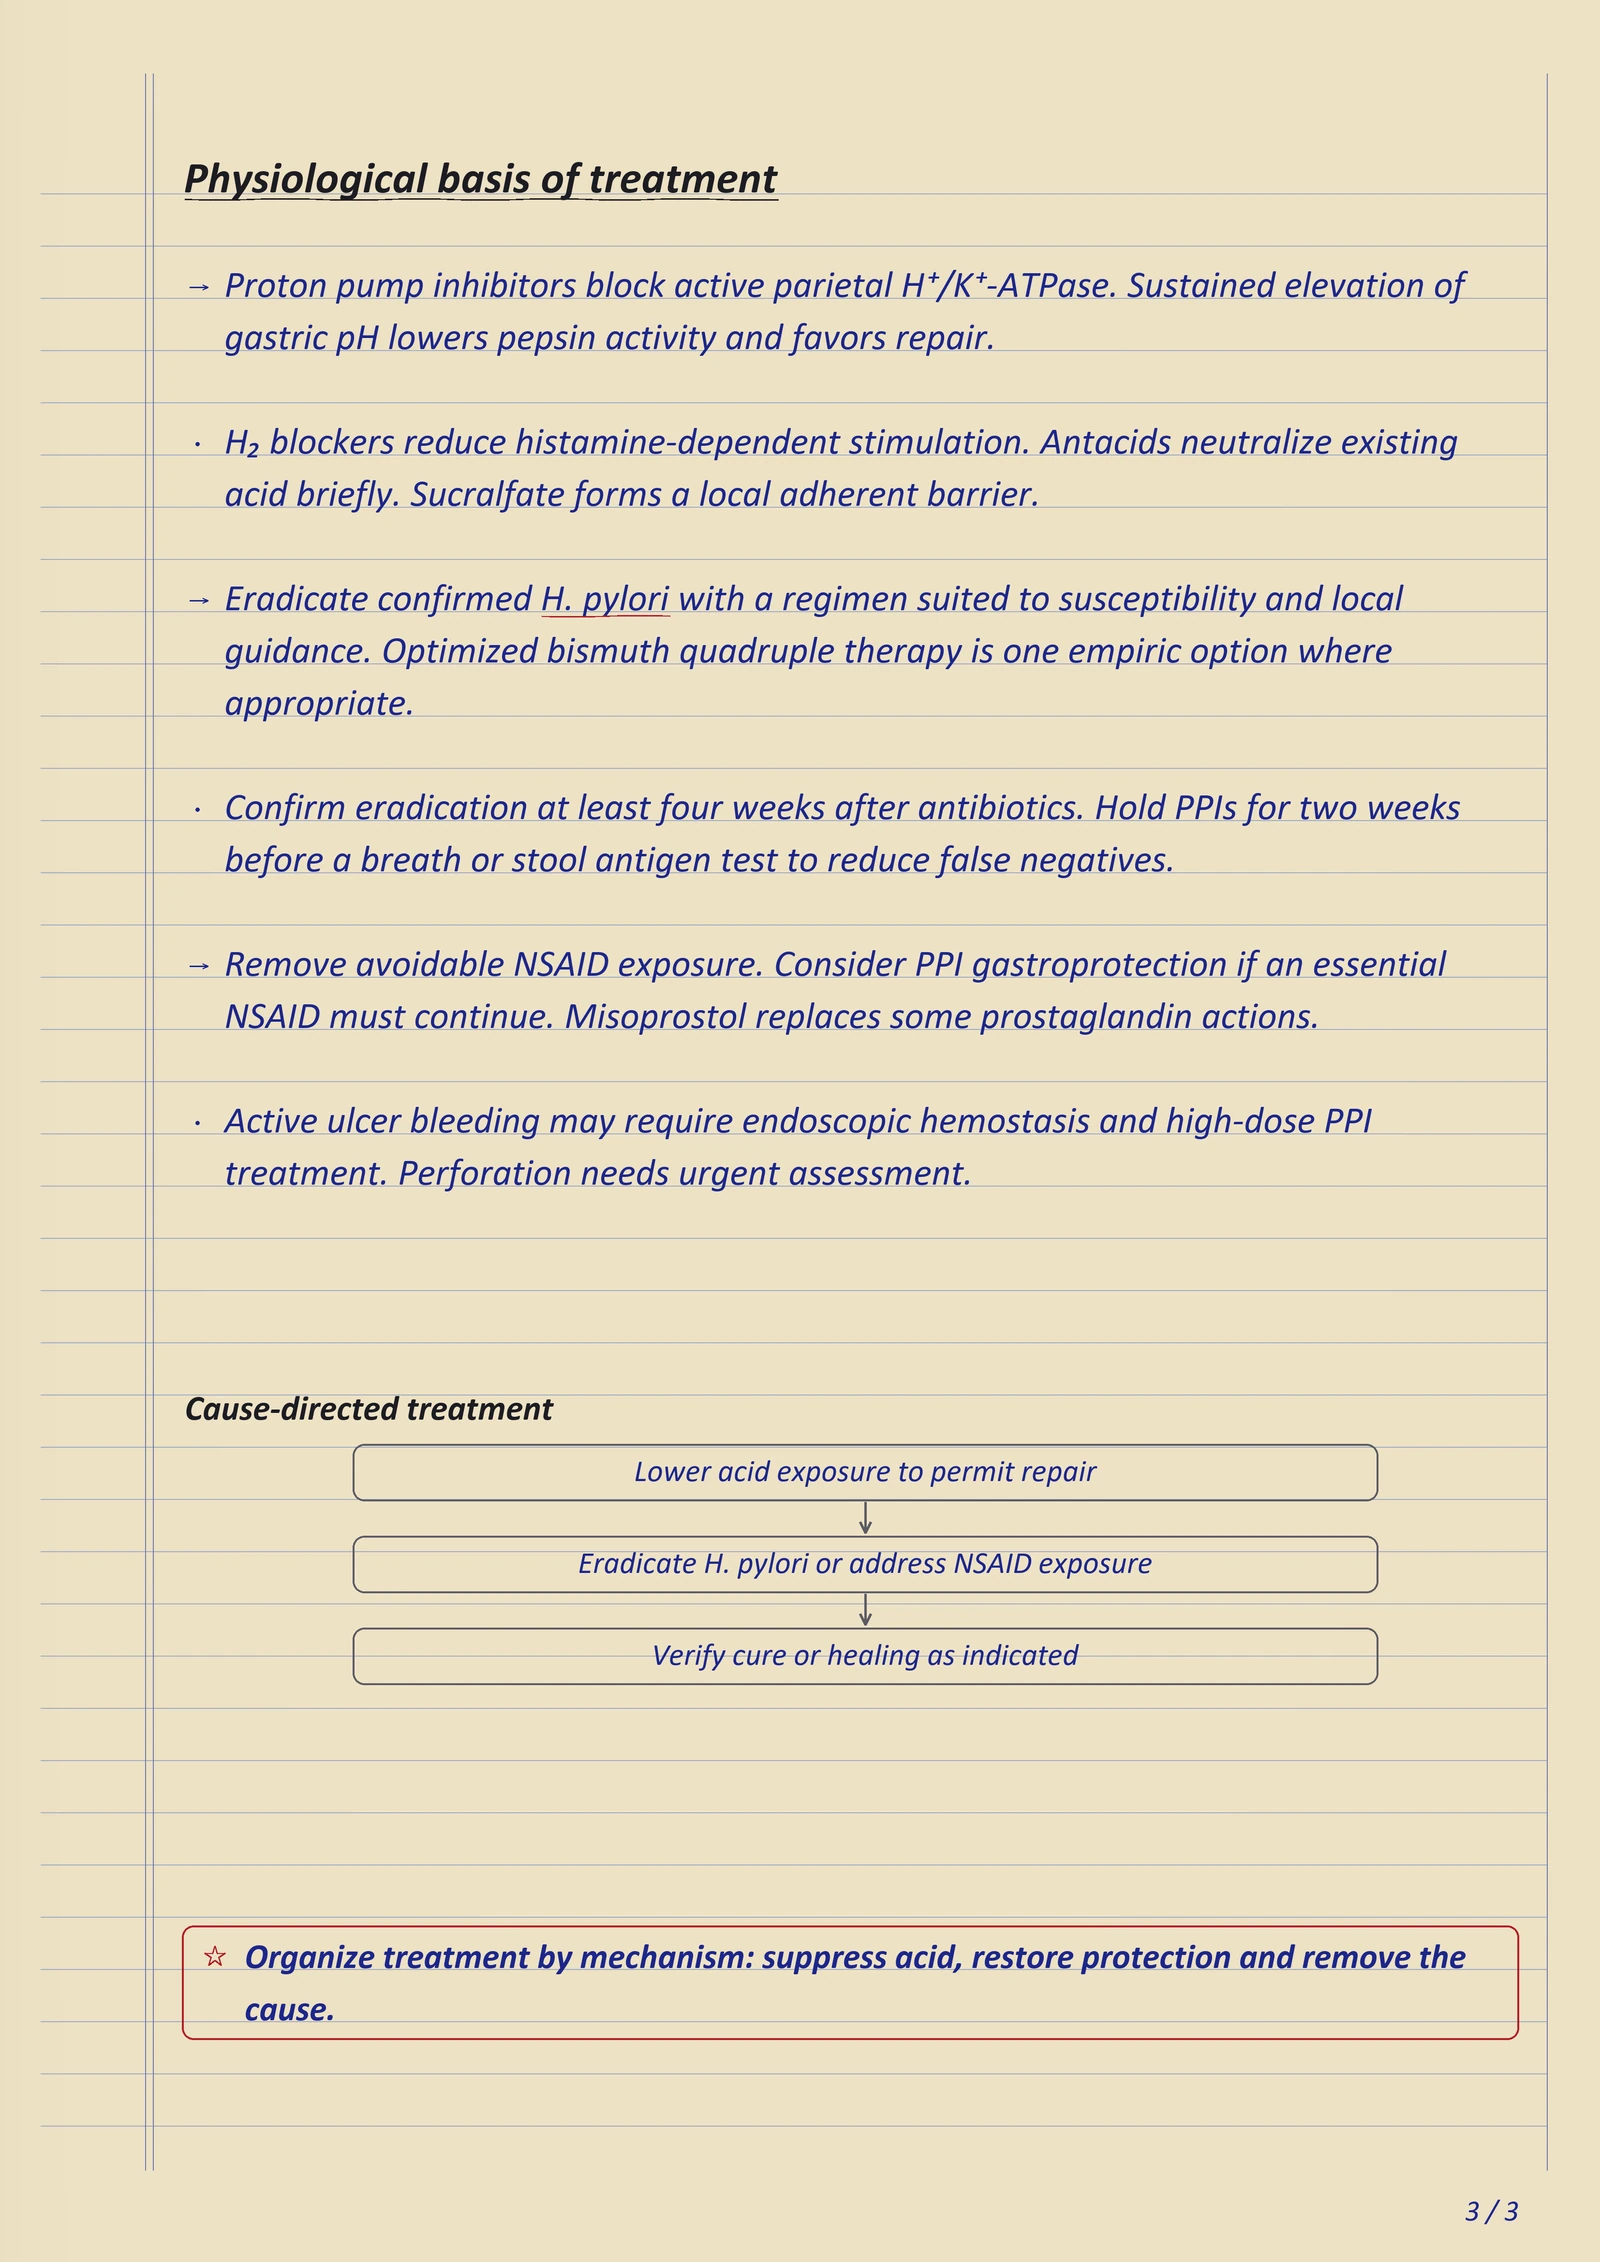 Physiological basis of treatment
→ Proton pump inhibitors block active parietal H⁺/K⁺-ATPase. Sustained elevation of
gastric pH lowers pepsin activity and favors repair.
· H₂ blockers reduce histamine-dependent stimulation. Antacids neutralize existing
acid briefly. Sucralfate forms a local adherent barrier.
→ Eradicate confirmed H. pylori with a regimen suited to susceptibility and local
guidance. Optimized bismuth quadruple therapy is one empiric option where
appropriate.
· Confirm eradication at least four weeks after antibiotics. Hold PPIs for two weeks
before a breath or stool antigen test to reduce false negatives.
→ Remove avoidable NSAID exposure. Consider PPI gastroprotection if an essential
NSAID must continue. Misoprostol replaces some prostaglandin actions.
· Active ulcer bleeding may require endoscopic hemostasis and high-dose PPI
treatment. Perforation needs urgent assessment.
Cause-directed treatment
Lower acid exposure to permit repair
Eradicate H. pylori or address NSAID exposure
Verify cure or healing as indicated
☆ Organize treatment by mechanism: suppress acid, restore protection and remove the
cause.
3 / 3